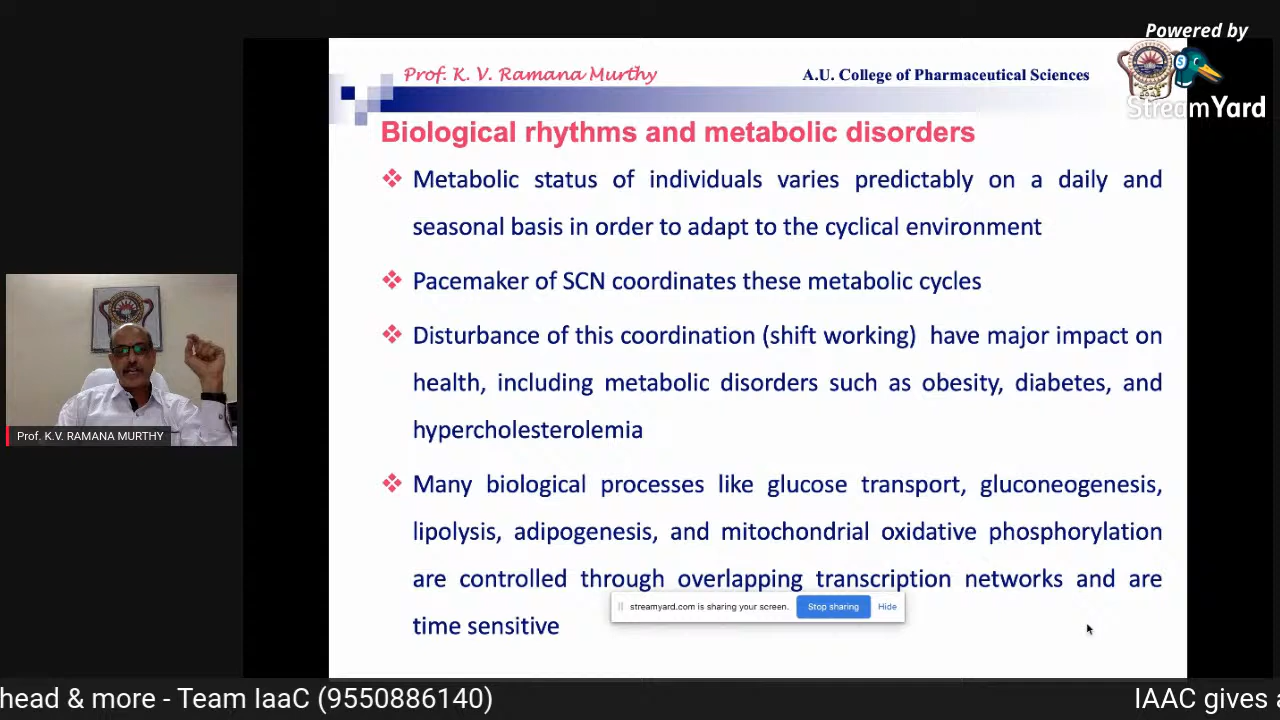 Powered by
StreamYard
Prof. K. V. Ramana Murthy
A.U. College of Pharmaceutical Sciences
Biological rhythms and metabolic disorders
Metabolic status of individuals varies predictably on a daily and
seasonal basis in order to adapt to the cyclical environment
Pacemaker of SCN coordinates these metabolic cycles
Disturbance of this coordination (shift working) have major impact on
health, including metabolic disorders such as obesity, diabetes, and
hypercholesterolemia
Many biological processes like glucose transport, gluconeogenesis,
lipolysis, adipogenesis, and mitochondrial oxidative phosphorylation
are controlled through overlapping transcription networks and are
time sensitive
streamyard.com is sharing your screen. Stop sharing Hide
Prof. K.V. RAMANA MURTHY
head & more - Team IaaC (9550886140)
IAAC gives a